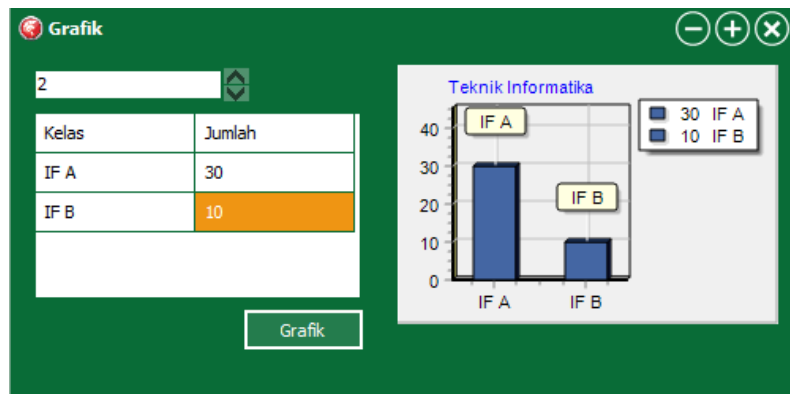 Grafik
2
Kelas Jumlah
IF A 30
IF B 10
Grafik
Teknik Informatika
40
30
20
10
0
IF A
IF B
IF A IF B
30 IF A
10 IF B